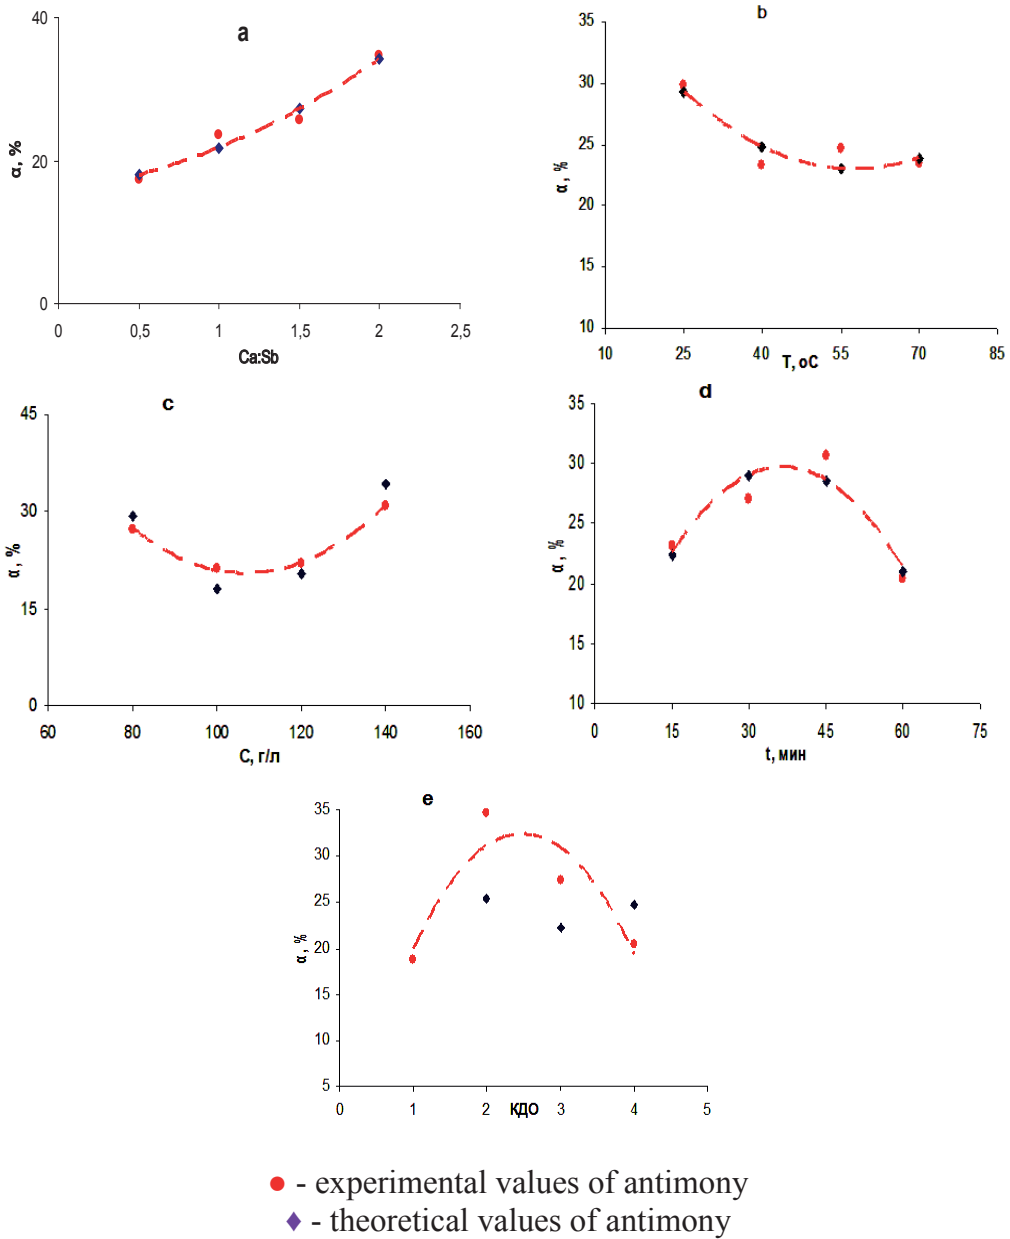 a
40
20
0
α, %
0 0,5 1 1,5 2 2,5
Ca:Sb
b
35
30
25
20
15
10
α, %
10 25 40 55 70 85
T, oC
c
45
30
15
0
α, %
60 80 100 120 140 160
С, г/л
d
35
30
25
20
15
10
α, %
0 15 30 45 60 75
t, мин
e
35
30
25
20
15
10
5
α, %
0 1 2 КДО 3 4 5
- experimental values of antimony
- theoretical values of antimony